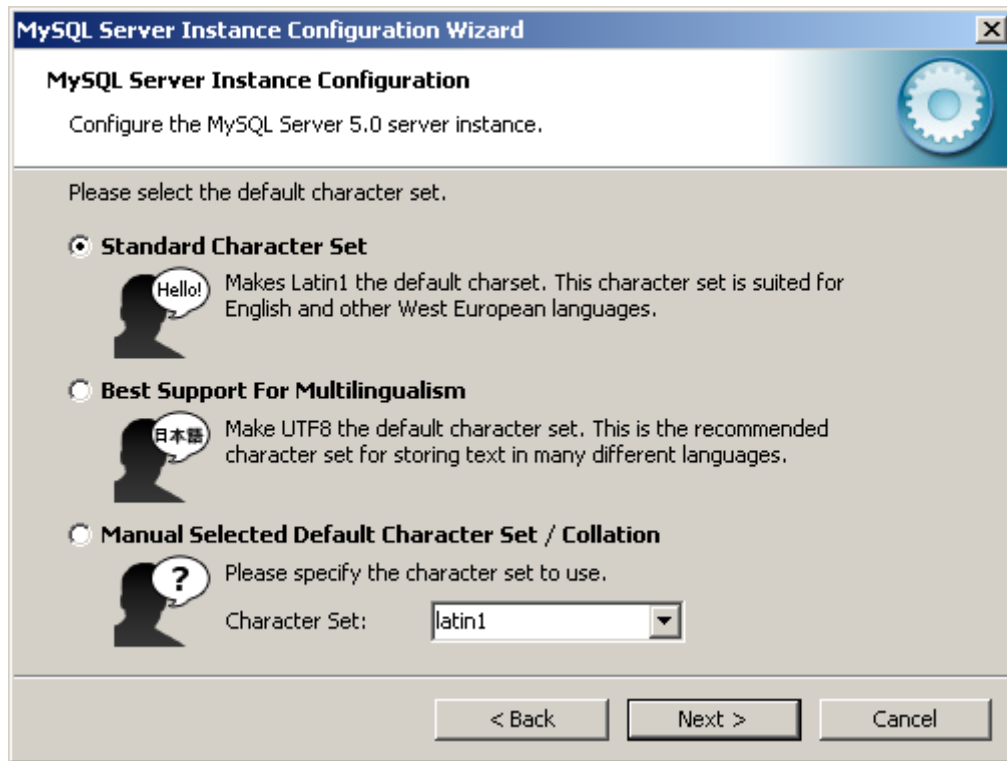 MySQL Server Instance Configuration Wizard
MySQL Server Instance Configuration
Configure the MySQL Server 5.0 server instance.
Please select the default character set.
Standard Character Set
Hello!
Makes Latin1 the default charset. This character set is suited for
English and other West European languages.
Best Support For Multilingualism
日本語
Make UTF8 the default character set. This is the recommended
character set for storing text in many different languages.
Manual Selected Default Character Set / Collation
?
Please specify the character set to use.
Character Set: latin1
< Back Next > Cancel